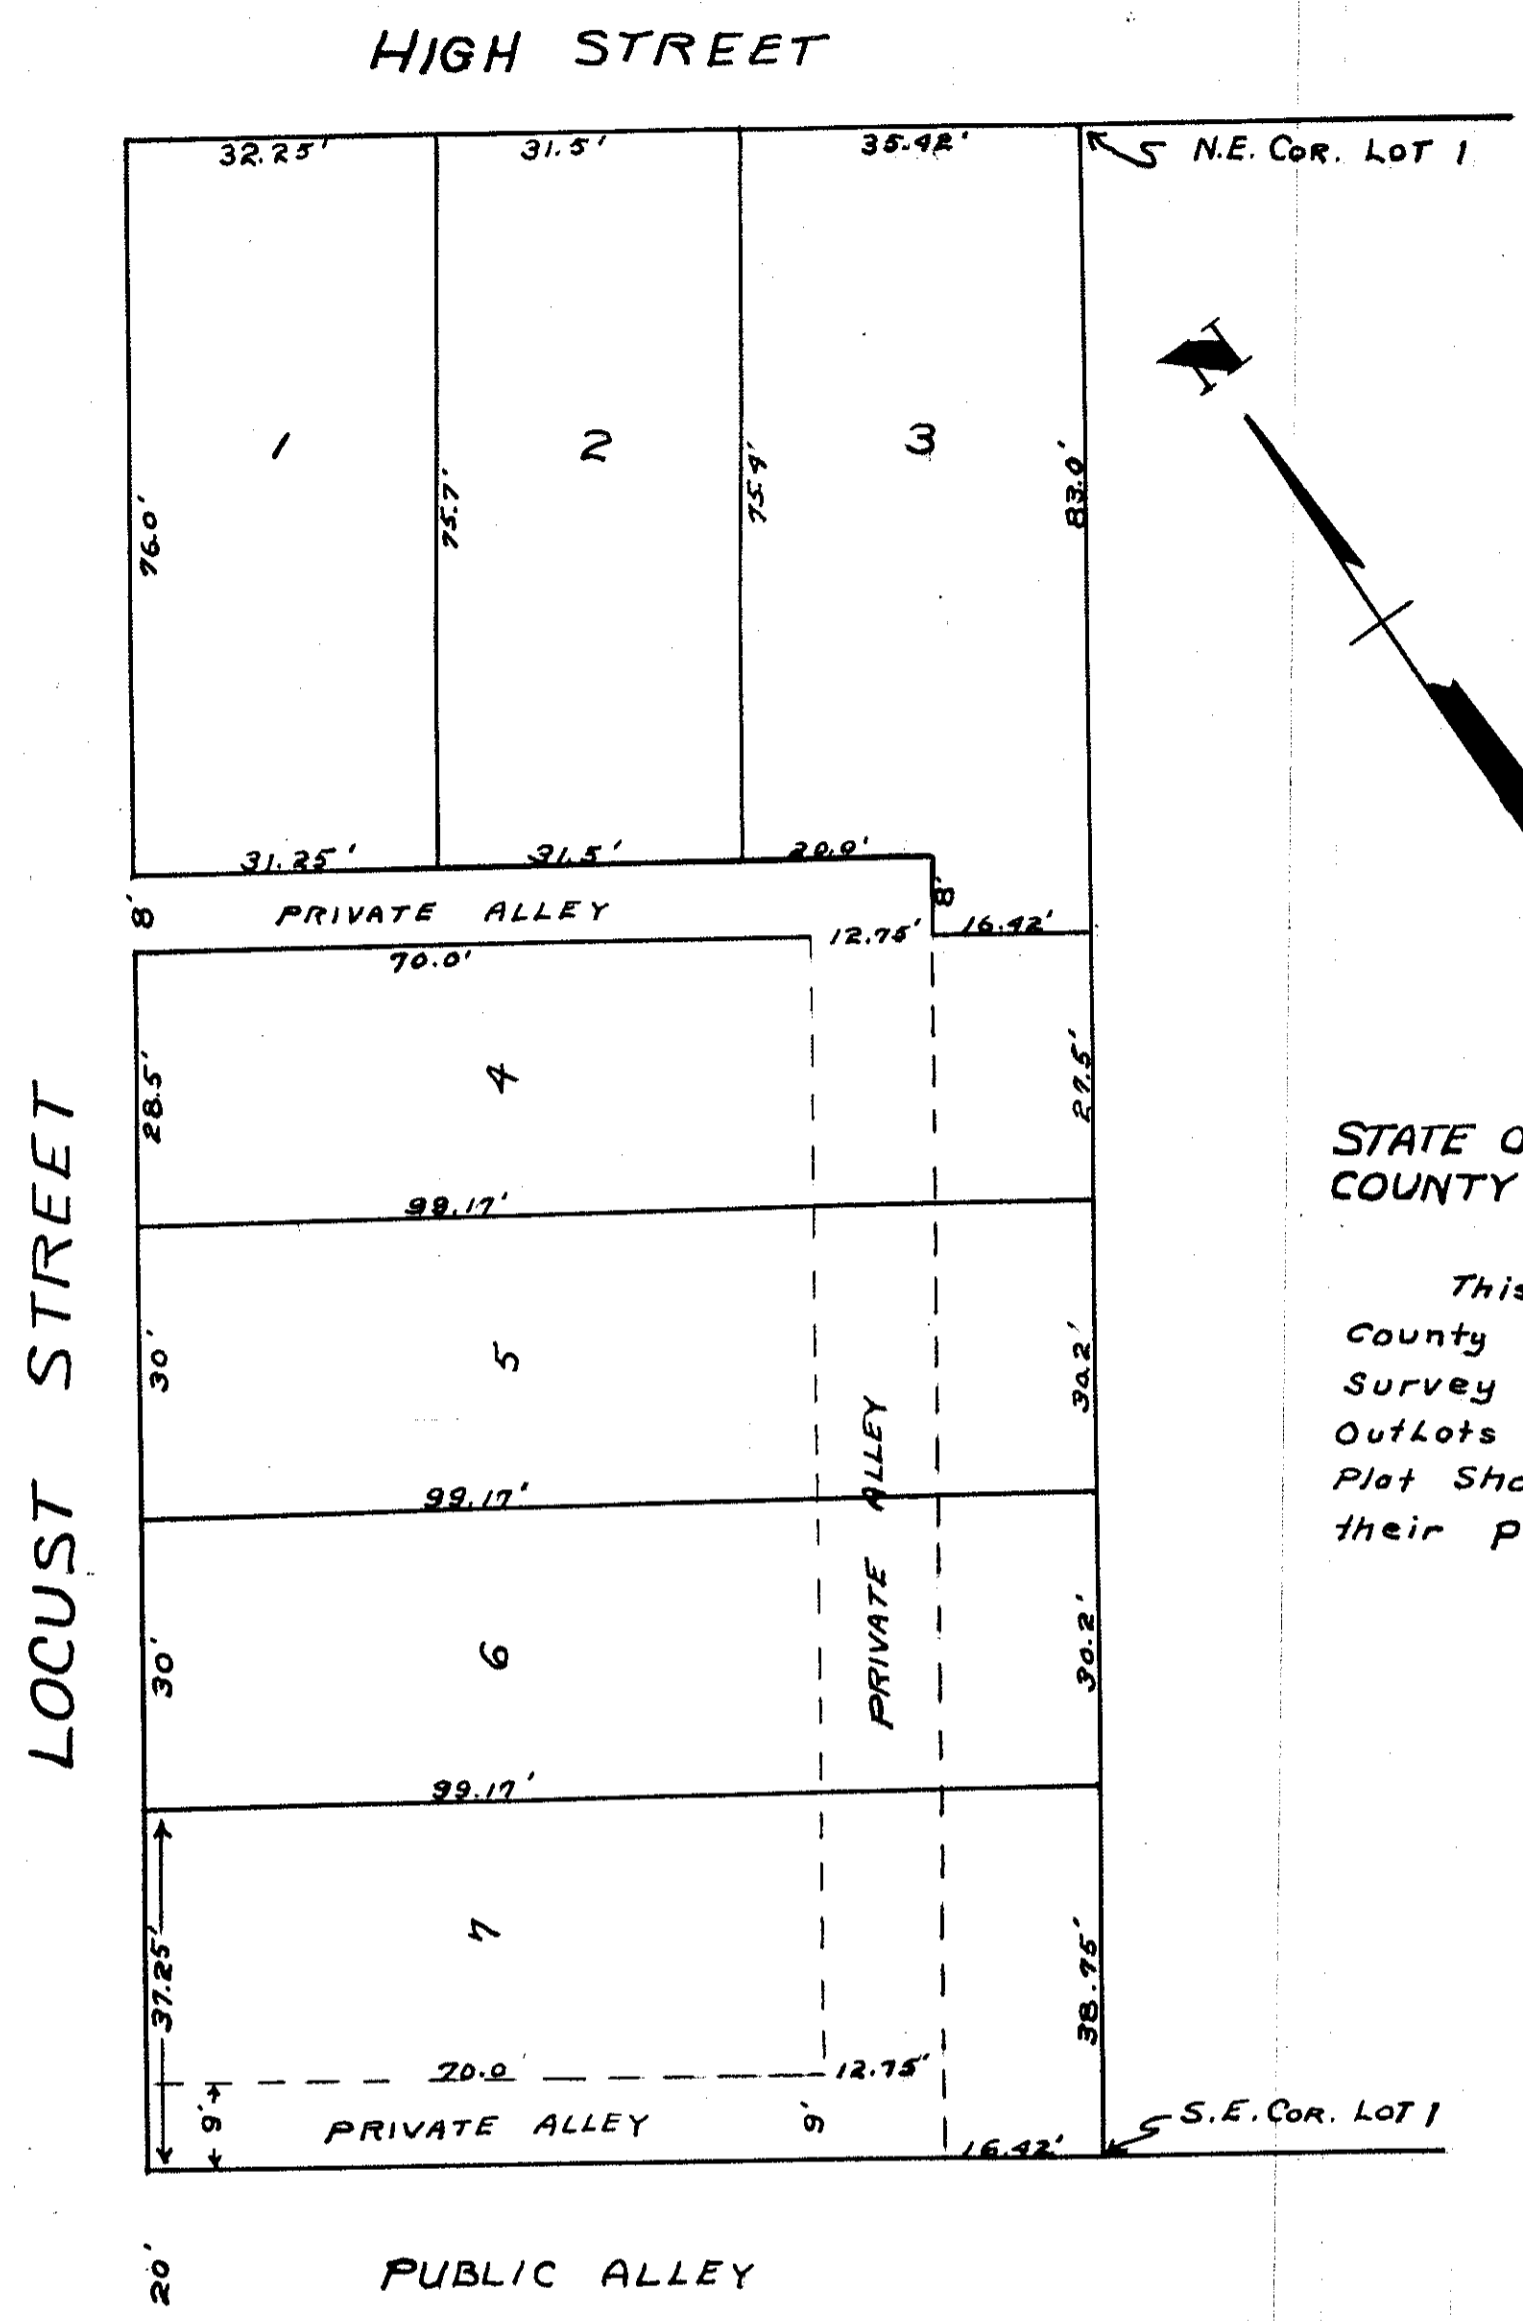 HIGH STREET
32.25' 31.5' 35.42' N.E. COR. LOT 1
N
1 2 3
76.0' 75.7' 75.4' 83.0'
31.25' 31.5' 20.0'
8' PRIVATE ALLEY 8'
70.0' 12.75' 16.42'
28.5' 4 27.5'
99.17'
30' 5 30.2'
99.17'
30' 6 30.2'
PRIVATE ALLEY
LOCUST STREET
99.17'
37.25' 7 38.75'
70.0' 12.75'
9' PRIVATE ALLEY 9'
16.42' S.E. COR. LOT 1
20' PUBLIC ALLEY
STATE O
COUNTY
This
County
Survey
OutLots
Plat Sho
their P